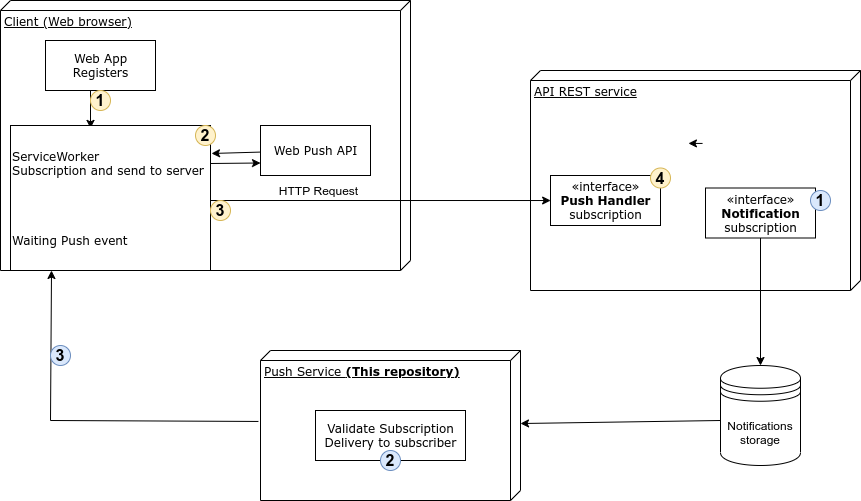 Client (Web browser)
Web App
Registers
1
2
ServiceWorker
Subscription and send to server
Web Push API
HTTP Request
3
Waiting Push event
API REST service
4
«interface»
Push Handler
subscription
1
«interface»
Notification
subscription
3
Push Service (This repository)
Validate Subscription
Delivery to subscriber
2
Notifications
storage